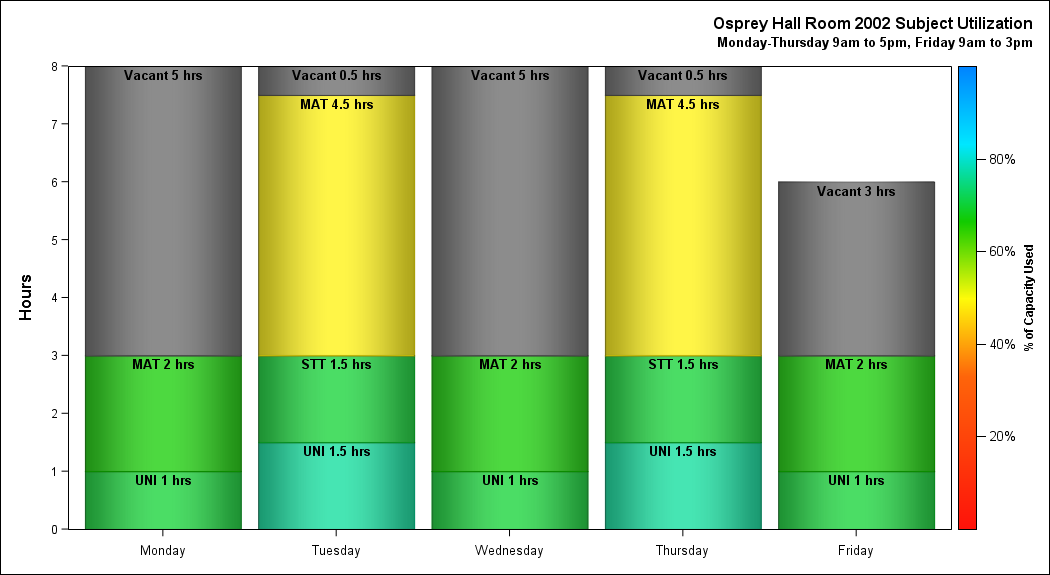 Osprey Hall Room 2002 Subject Utilization
Monday-Thursday 9am to 5pm, Friday 9am to 3pm
Hours
8
7
6
5
4
3
2
1
0
Vacant 5 hrs
MAT 2 hrs
UNI 1 hrs
Vacant 0.5 hrs
MAT 4.5 hrs
STT 1.5 hrs
UNI 1.5 hrs
Vacant 5 hrs
MAT 2 hrs
UNI 1 hrs
Vacant 0.5 hrs
MAT 4.5 hrs
STT 1.5 hrs
UNI 1.5 hrs
Vacant 3 hrs
MAT 2 hrs
UNI 1 hrs
Monday
Tuesday
Wednesday
Thursday
Friday
80%
60%
40%
20%
% of Capacity Used